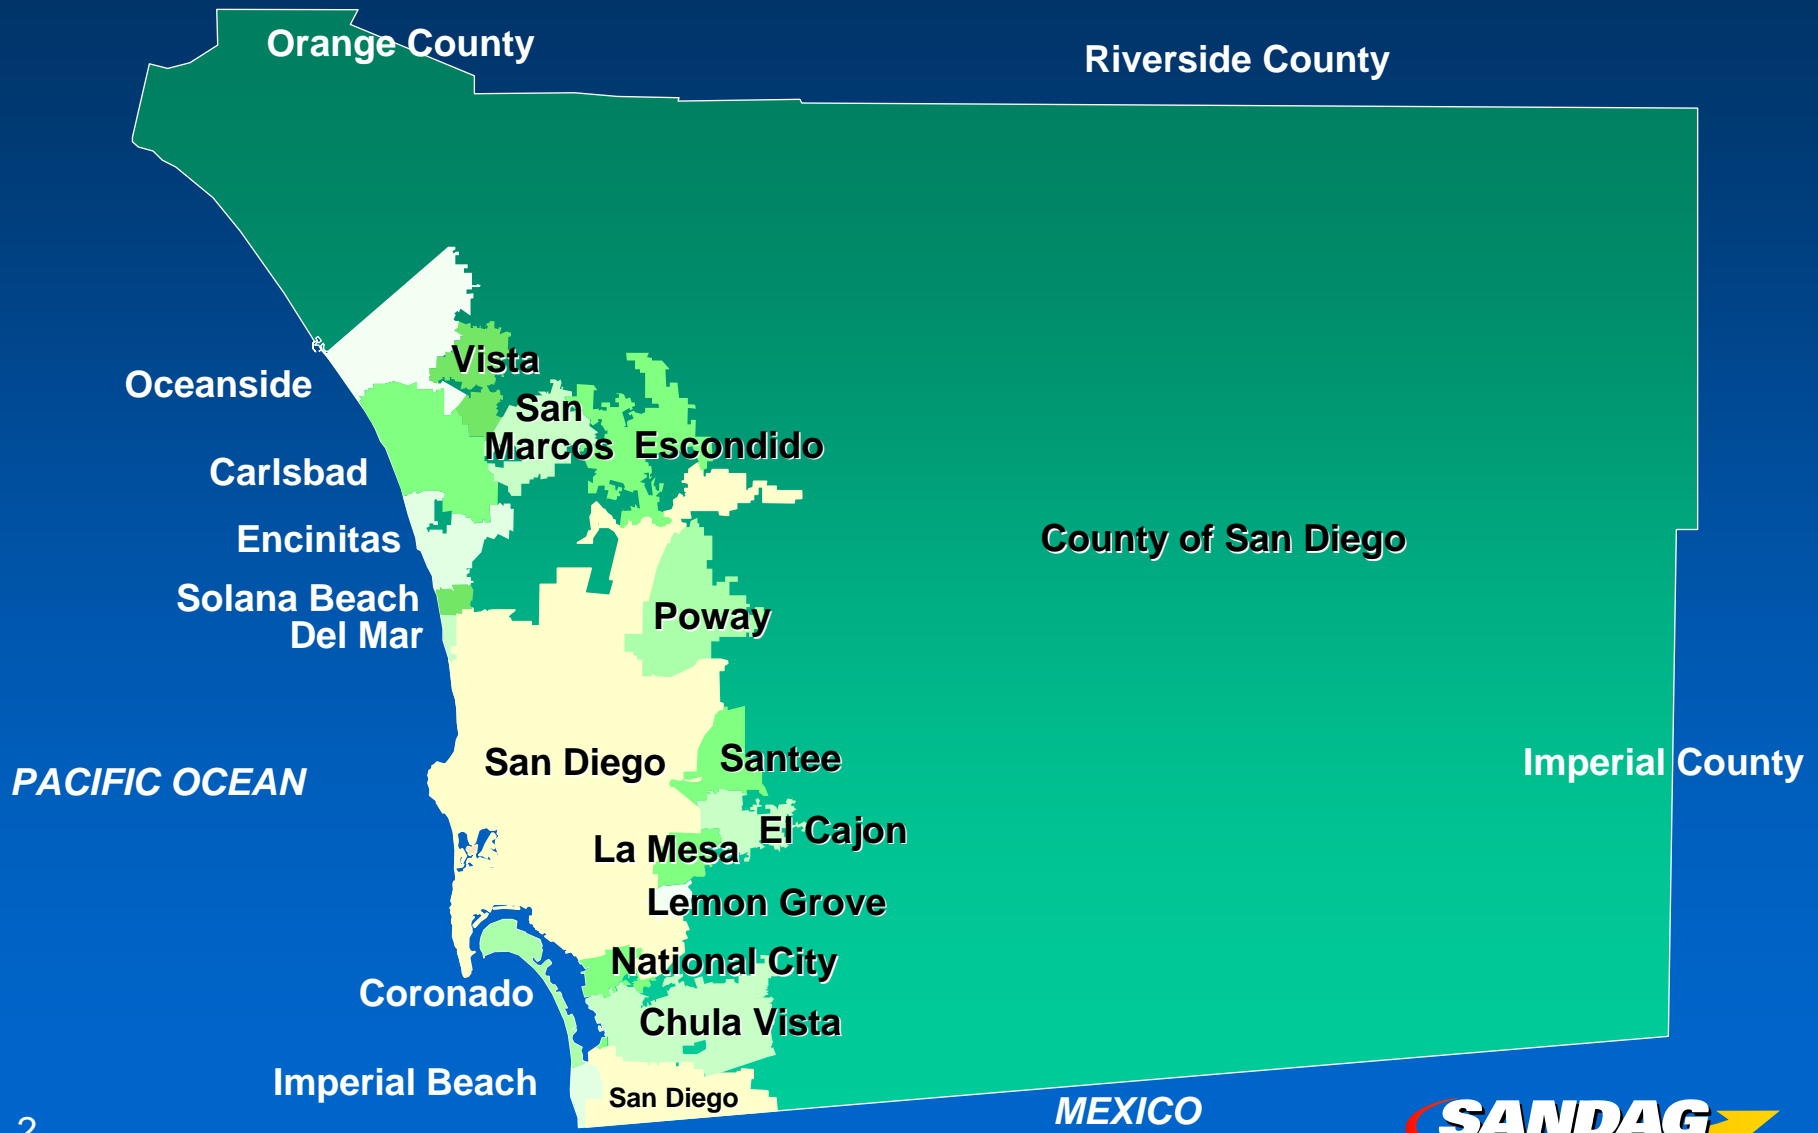 Orange County
Riverside County
Vista
Oceanside
San
Marcos
Escondido
Carlsbad
Encinitas
County of San Diego
Solana Beach
Del Mar
Poway
San Diego
Santee
Imperial County
PACIFIC OCEAN
El Cajon
La Mesa
Lemon Grove
National City
Coronado
Chula Vista
Imperial Beach
San Diego
MEXICO
SANDAG
2